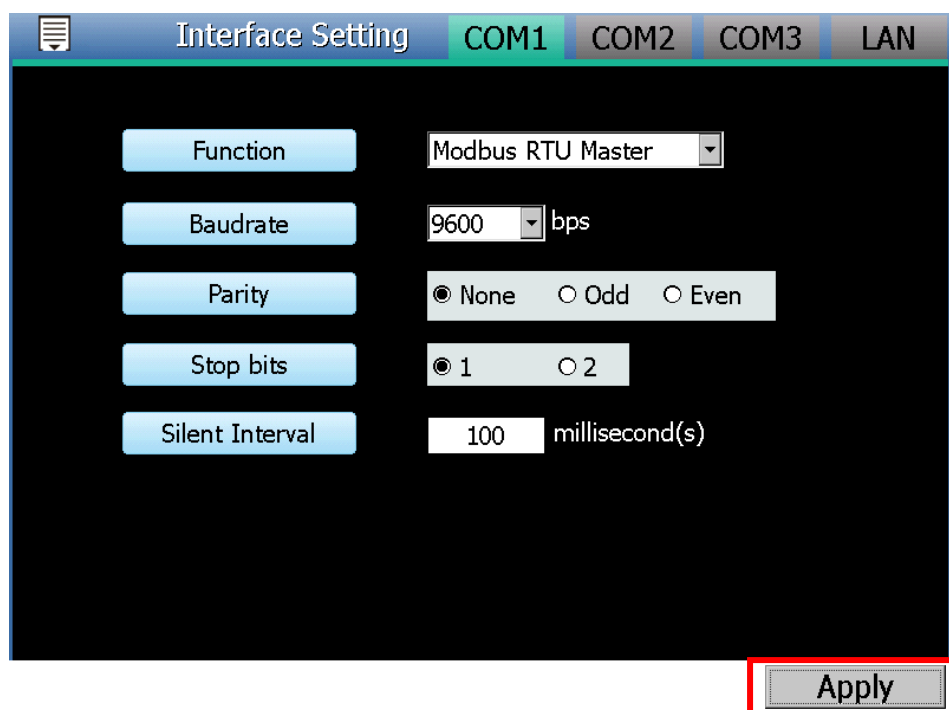 Interface Setting COM1 COM2 COM3 LAN
Function Modbus RTU Master
Baudrate 9600 bps
Parity None Odd Even
Stop bits 1 2
Silent Interval 100 millisecond(s)
Apply